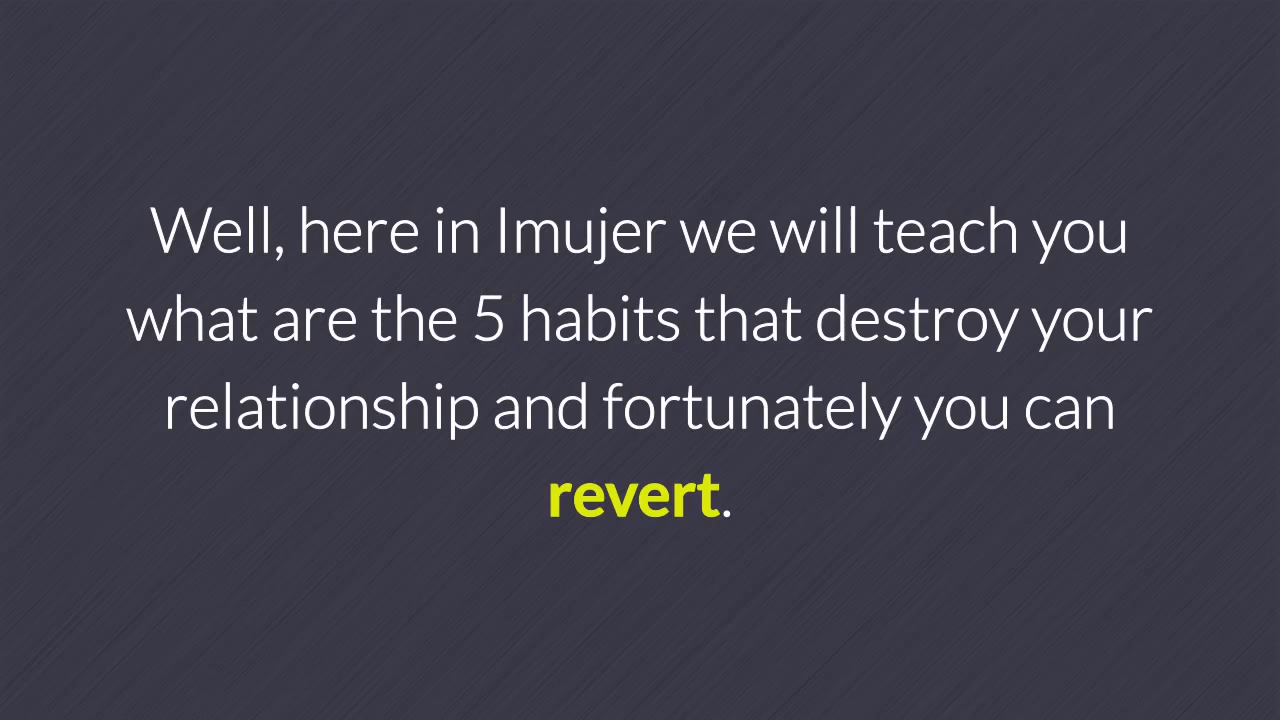 Well, here in Imujer we will teach you
what are the 5 habits that destroy your
relationship and fortunately you can
revert.